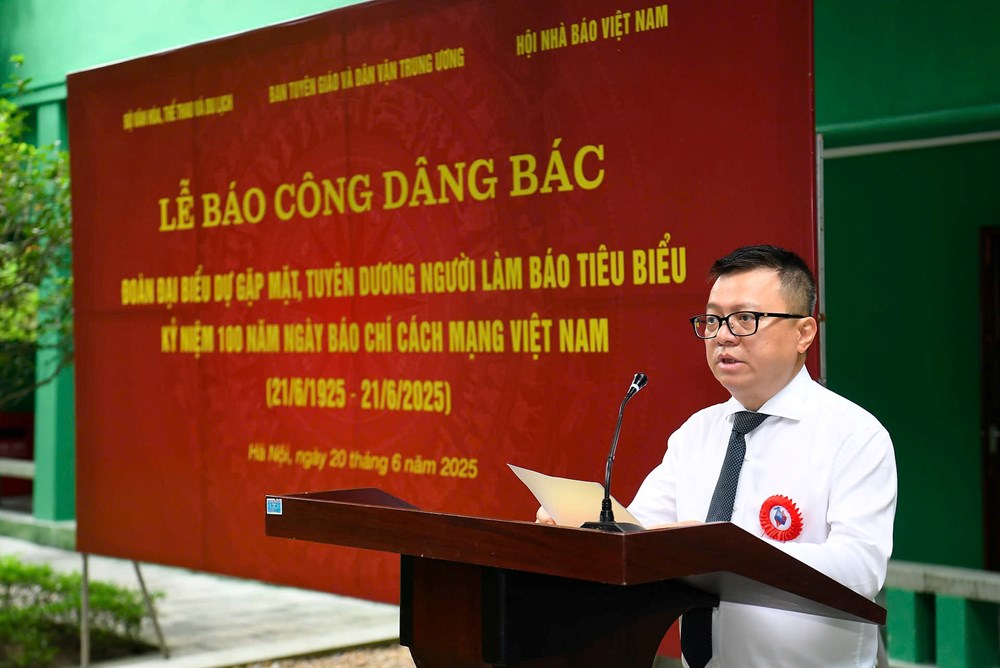 BỘ VĂN HÓA, THỂ THAO VÀ DU LỊCH
BAN TUYÊN GIÁO VÀ DÂN VẬN TRUNG ƯƠNG
HỘI NHÀ BÁO VIỆT NAM
LỄ BÁO CÔNG DÂNG BÁC
ĐOÀN ĐẠI BIỂU DỰ GẶP MẶT, TUYÊN DƯƠNG NGƯỜI LÀM BÁO TIÊU BIỂU
KỶ NIỆM 100 NĂM NGÀY BÁO CHÍ CÁCH MẠNG VIỆT NAM
(21/6/1925 - 21/6/2025)
Hà Nội, ngày 20 tháng 6 năm 2025